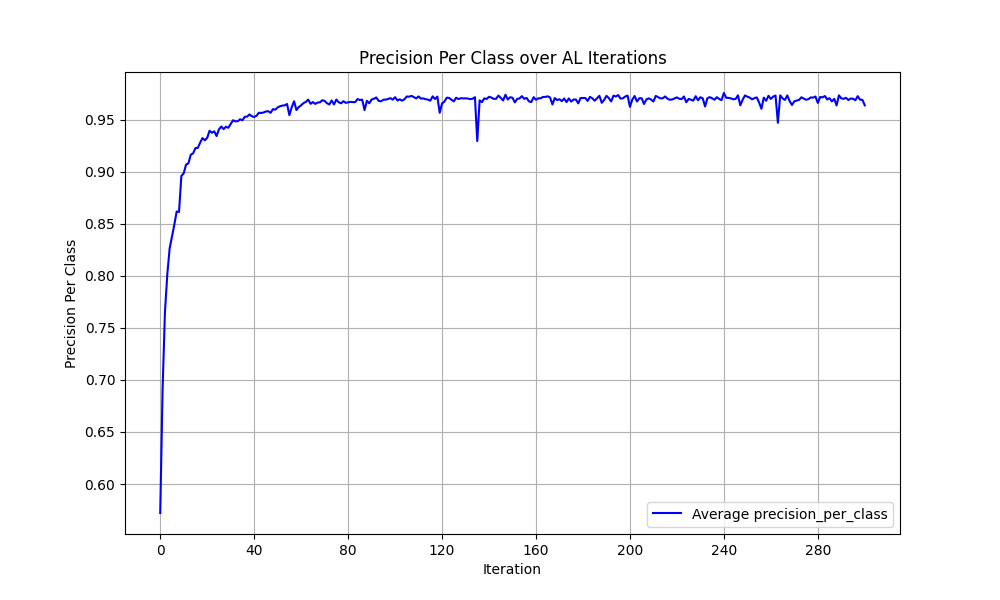 Precision Per Class over AL Iterations
0.95
0.90
0.85
0.80
0.75
0.70
0.65
0.60
Precision Per Class
Average precision_per_class
0 40 80 120 160 200 240 280
Iteration